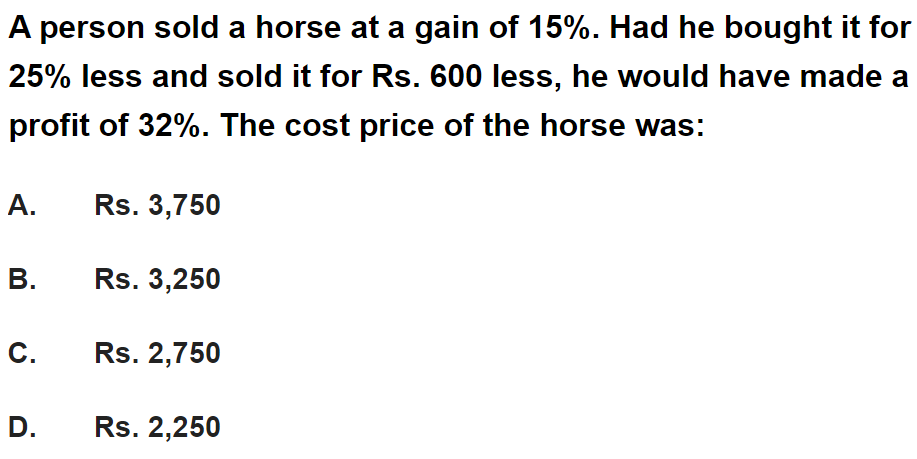 A person sold a horse at a gain of 15%. Had he bought it for
25% less and sold it for Rs. 600 less, he would have made a
profit of 32%. The cost price of the horse was:
A. Rs. 3,750
B. Rs. 3,250
C. Rs. 2,750
D. Rs. 2,250